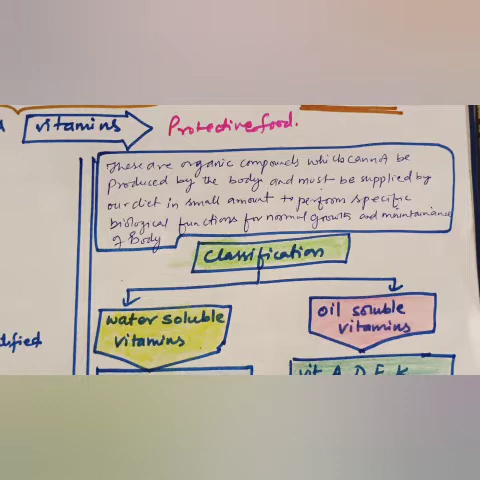 vitamins Protective food.
These are organic compounds which cannot be
Produced by the body and must be supplied by
our diet in small amount to perform specific
biological functions for normal growth and maintainance
of Body
Classification
water soluble
vitamins
oil soluble
vitamins
vit A, D, E, K